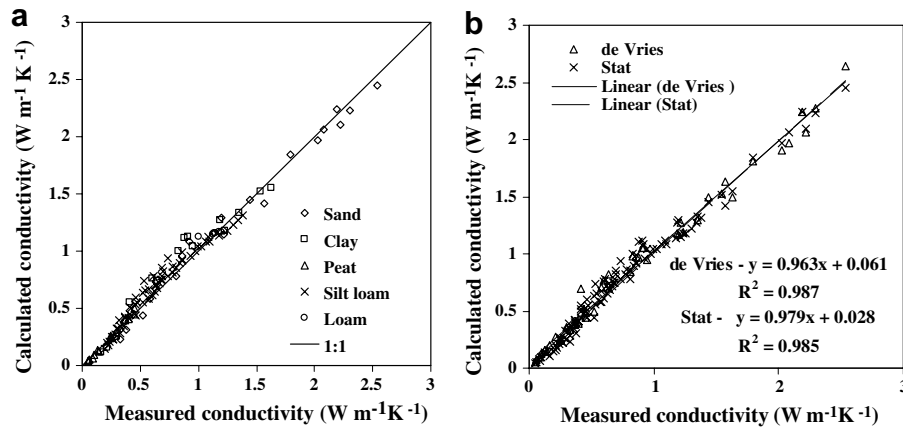 a
3
2.5
2
1.5
1
0.5
0
0
0.5
1
1.5
2
2.5
3
Calculated conductivity (W m-1 K -1)
Measured conductivity (W m-1K -1)
Sand
Clay
Peat
Silt loam
Loam
1:1
b
3
2.5
2
1.5
1
0.5
0
0
1
2
3
Calculated conductivity (W m-1 K -1)
Measured conductivity (W m-1K -1)
de Vries
Stat
Linear (de Vries )
Linear (Stat)
de Vries - y = 0.963x + 0.061
R2 = 0.987
Stat - y = 0.979x + 0.028
R2 = 0.985